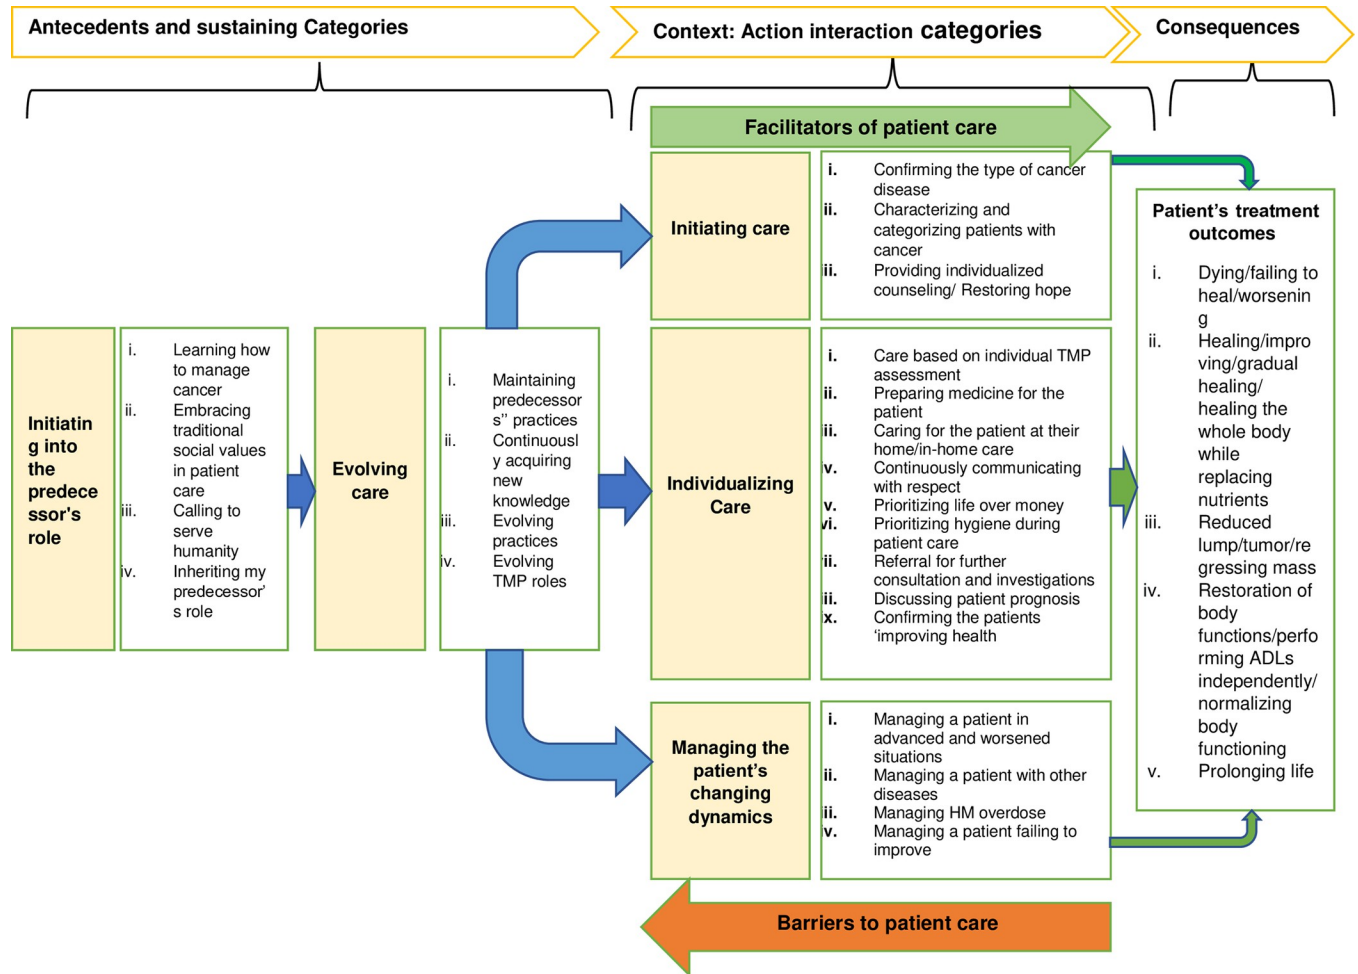 Antecedents and sustaining Categories
Context: Action interaction categories
Consequences
Facilitators of patient care
Initiatin
g into
the
predece
ssor's
role
i. Learning how
to manage
cancer
ii. Embracing
traditional
social values
in patient
care
iii. Calling to
serve
humanity
iv. Inheriting my
predecessor'
s role
Evolving
care
i. Maintaining
predecessor
s'' practices
ii. Continuousl
y acquiring
new
knowledge
iii. Evolving
practices
iv. Evolving
TMP roles
Initiating care
i. Confirming the type of cancer
disease
ii. Characterizing and
categorizing patients with
cancer
ii. Providing individualized
counseling/ Restoring hope
Individualizing
Care
i. Care based on individual TMP
assessment
ii. Preparing medicine for the
patient
ii. Caring for the patient at their
home/in-home care
iv. Continuously communicating
with respect
v. Prioritizing life over money
vi. Prioritizing hygiene during
patient care
ii. Referral for further
consultation and investigations
ii. Discussing patient prognosis
x. Confirming the patients
‘improving health
Managing the
patient’s
changing
dynamics
i. Managing a patient in
advanced and worsened
situations
ii. Managing a patient with other
diseases
ii. Managing HM overdose
iv. Managing a patient failing to
improve
Barriers to patient care
Patient’s treatment
outcomes
i. Dying/failing to
heal/worsenin
g
ii. Healing/impro
ving/gradual
healing/
healing the
whole body
while
replacing
nutrients
iii. Reduced
lump/tumor/re
gressing mass
iv. Restoration of
body
functions/perfo
rming ADLs
independently/
normalizing
body
functioning
v. Prolonging life